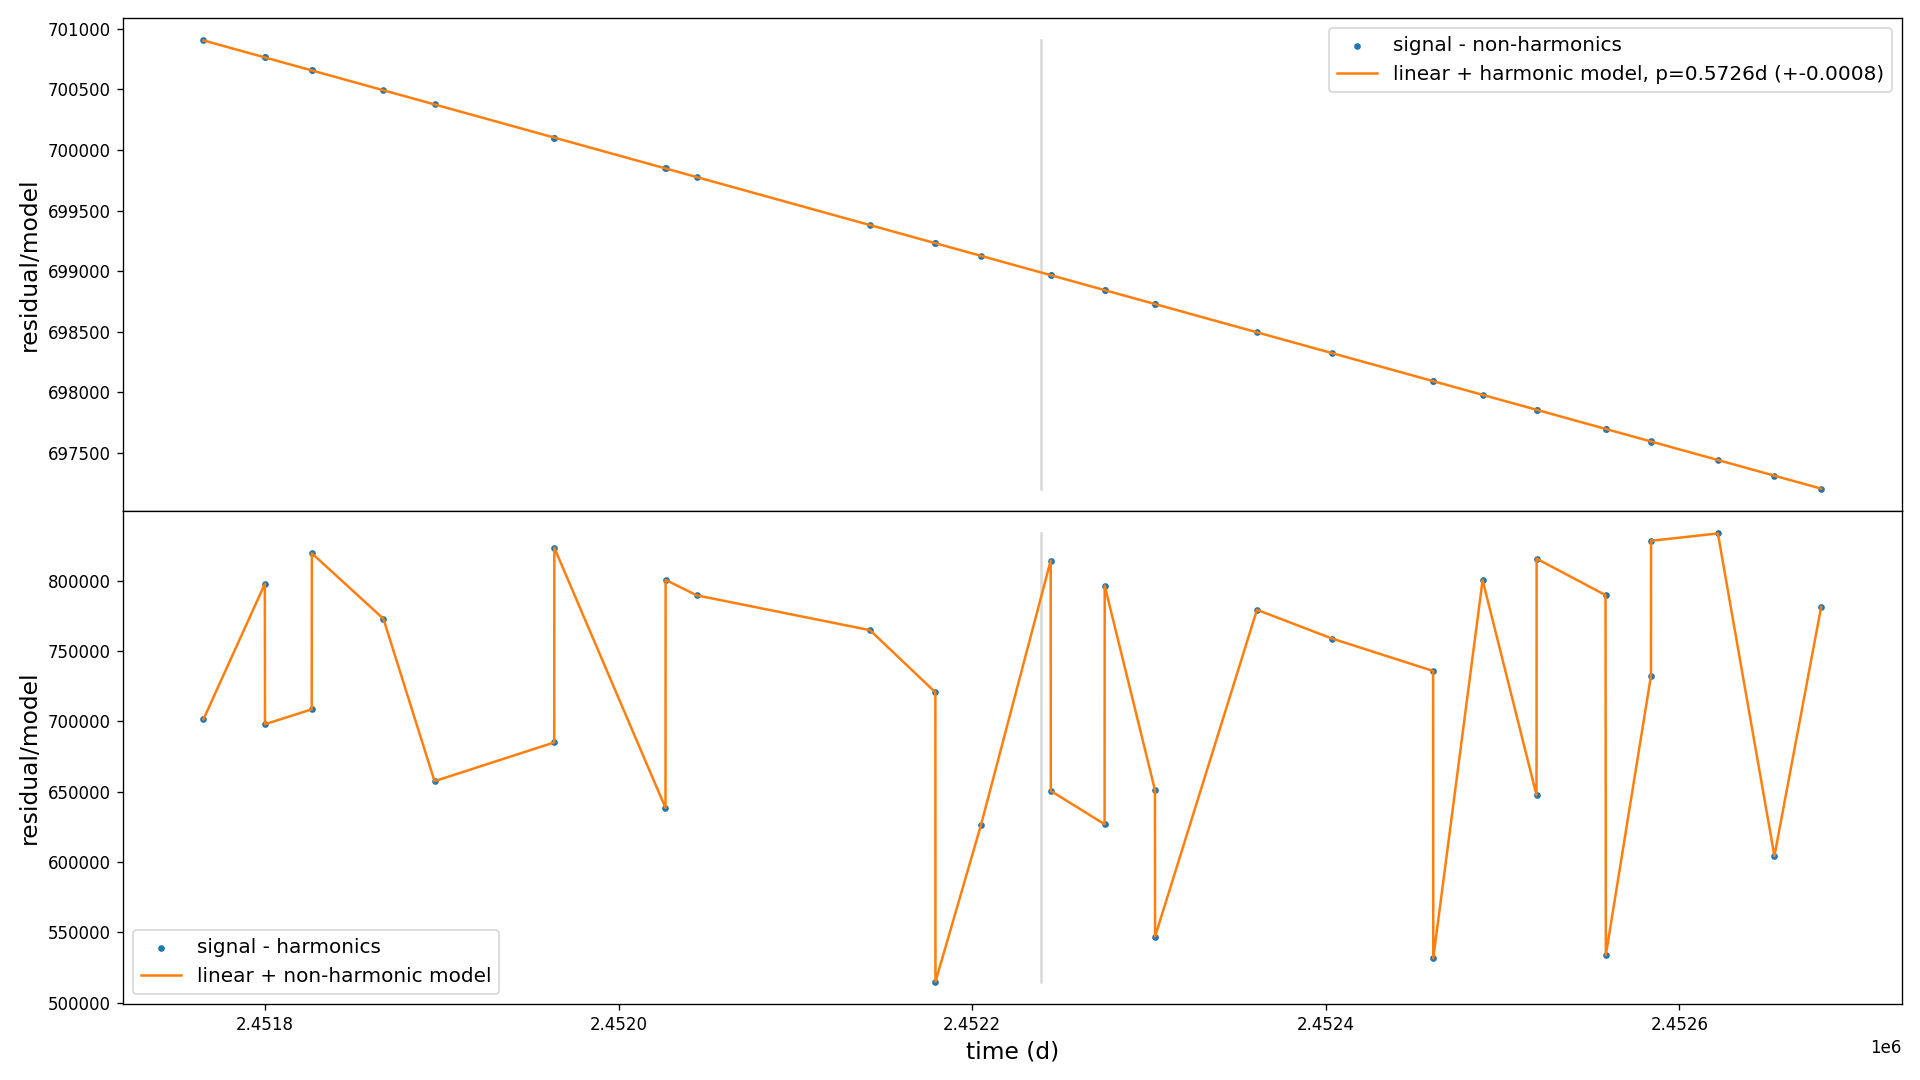 701000
700500
700000
699500
699000
698500
698000
697500
residual/model
signal - non-harmonics
linear + harmonic model, p=0.5726d (+-0.0008)
800000
750000
700000
650000
600000
550000
500000
residual/model
signal - harmonics
linear + non-harmonic model
2.4518 2.4520 2.4522 2.4524 2.4526
time (d)
1e6